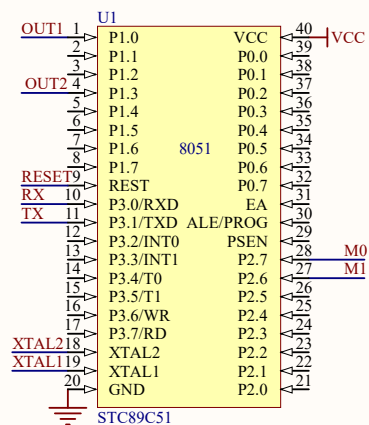 U1
OUT1 1 P1.0 VCC 40 VCC
2 P1.1 P0.0 39
3 P1.2 P0.1 38
OUT2 4 P1.3 P0.2 37
5 P1.4 P0.3 36
6 P1.5 P0.4 35
7 P1.6 8051 P0.5 34
8 P1.7 P0.6 33
RESET 9 REST P0.7 32
RX 10 P3.0/RXD EA 31
TX 11 P3.1/TXD ALE/PROG 30
12 P3.2/INT0 PSEN 29
13 P3.3/INT1 P2.7 28 M0
14 P3.4/T0 P2.6 27 M1
15 P3.5/T1 P2.5 26
16 P3.6/WR P2.4 25
17 P3.7/RD P2.3 24
XTAL2 18 XTAL2 P2.2 23
XTAL1 19 XTAL1 P2.1 22
20 GND P2.0 21
STC89C51